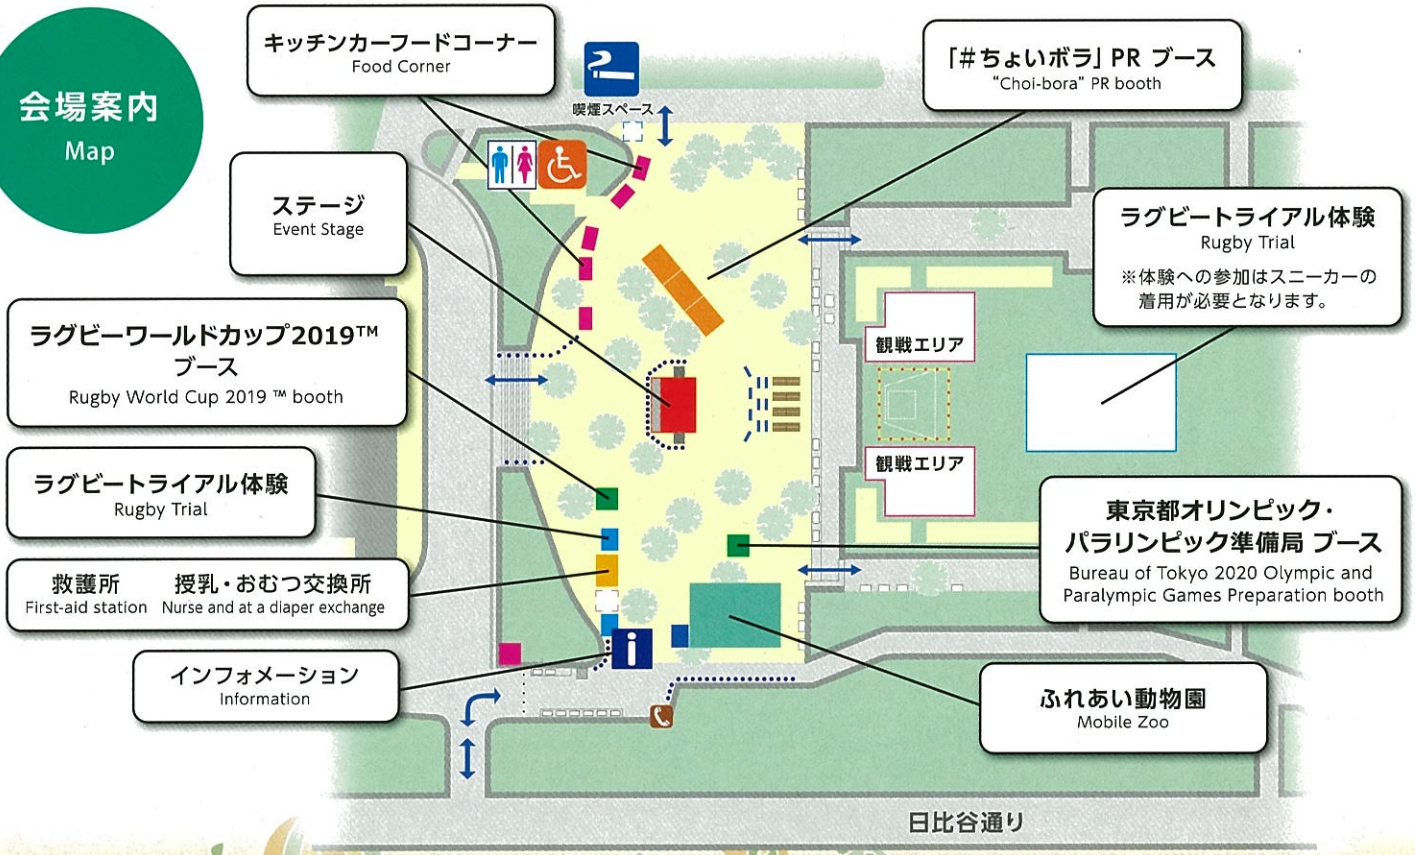 会場案内
Map
キッチンカーフードコーナー
Food Corner
喫煙スペース
「#ちょいボラ」PR ブース
“Choi-bora” PR booth
ステージ
Event Stage
ラグビートライアル体験
Rugby Trial
※体験への参加はスニーカーの
着用が必要となります。
ラグビーワールドカップ2019™
ブース
Rugby World Cup 2019 ™ booth
観戦エリア
観戦エリア
ラグビートライアル体験
Rugby Trial
東京都オリンピック・
パラリンピック準備局 ブース
Bureau of Tokyo 2020 Olympic and
Paralympic Games Preparation booth
救護所 授乳・おむつ交換所
First-aid station Nurse and at a diaper exchange
i
インフォメーション
Information
ふれあい動物園
Mobile Zoo
日比谷通り